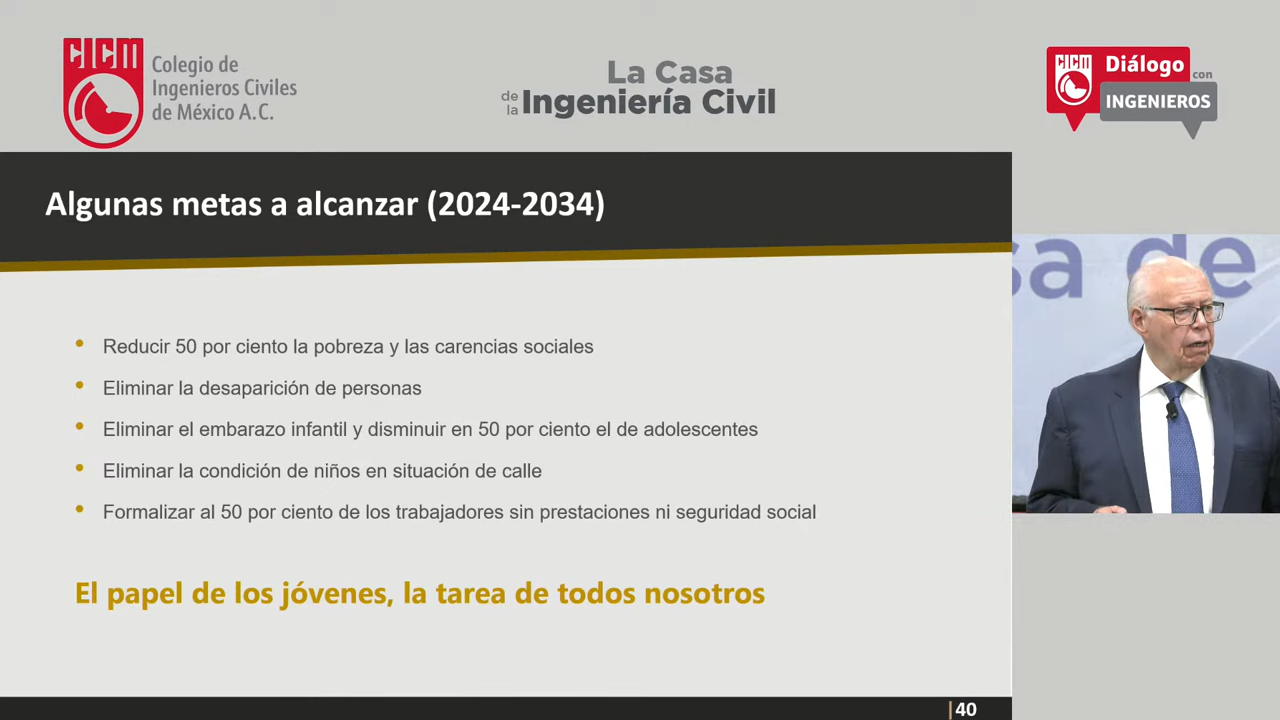 CICM
Colegio de
Ingenieros Civiles
de México A.C.
La Casa
de la Ingeniería Civil
CICM
Diálogo
con
INGENIEROS
Algunas metas a alcanzar (2024-2034)
• Reducir 50 por ciento la pobreza y las carencias sociales
• Eliminar la desaparición de personas
• Eliminar el embarazo infantil y disminuir en 50 por ciento el de adolescentes
• Eliminar la condición de niños en situación de calle
• Formalizar al 50 por ciento de los trabajadores sin prestaciones ni seguridad social
El papel de los jóvenes, la tarea de todos nosotros
sa de
|40